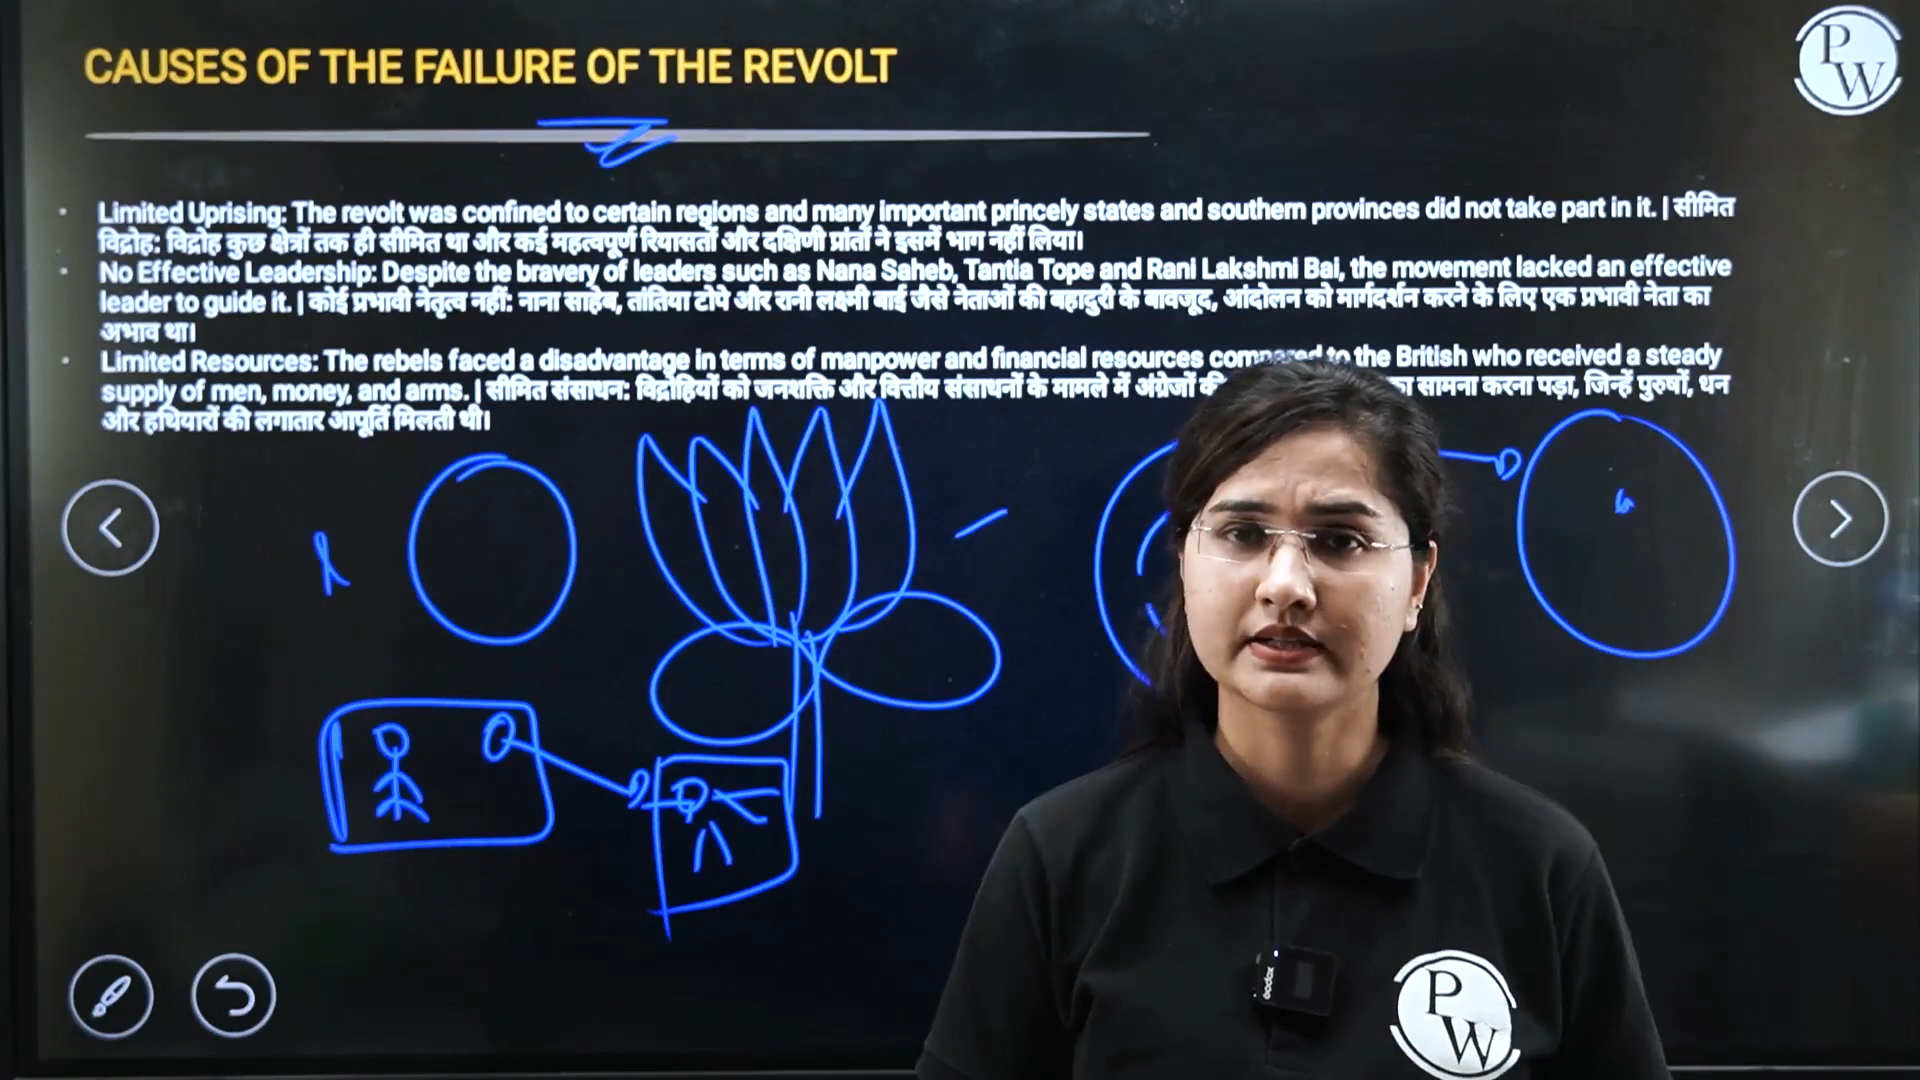 CAUSES OF THE FAILURE OF THE REVOLT
P
W
• Limited Uprising: The revolt was confined to certain regions and many important princely states and southern provinces did not take part in it. | सीमित
विद्रोह: विद्रोह कुछ क्षेत्रों तक ही सीमित था और कई महत्वपूर्ण रियासतों और दक्षिणी प्रांतों ने इसमें भाग नहीं लिया।
• No Effective Leadership: Despite the bravery of leaders such as Nana Saheb, Tantia Tope and Rani Lakshmi Bai, the movement lacked an effective
leader to guide it. | कोई प्रभावी नेतृत्व नहीं: नाना साहेब, तांतिया टोपे और रानी लक्ष्मी बाई जैसे नेताओं की बहादुरी के बावजूद, आंदोलन को मार्गदर्शन करने के लिए एक प्रभावी नेता का
अभाव था।
• Limited Resources: The rebels faced a disadvantage in terms of manpower and financial resources compared to the British who received a steady
supply of men, money, and arms. | सीमित संसाधन: विद्रोहियों को जनशक्ति और वित्तीय संसाधनों के मामले में अंग्रेजों की का सामना करना पड़ा, जिन्हें पुरुषों, धन
और हथियारों की लगातार आपूर्ति मिलती थी।
Godox
P
W